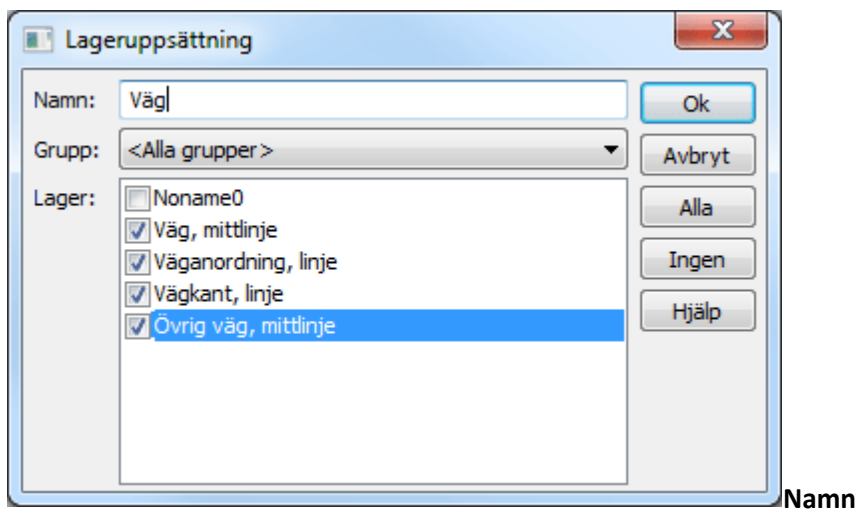 Lageruppsättning
Namn: Väg Ok
Grupp: <Alla grupper> Avbryt
Lager: Noname0 Alla
Väg, mittlinje
Väganordning, linje Ingen
Vägkant, linje
Övrig väg, mittlinje Hjälp
Namn